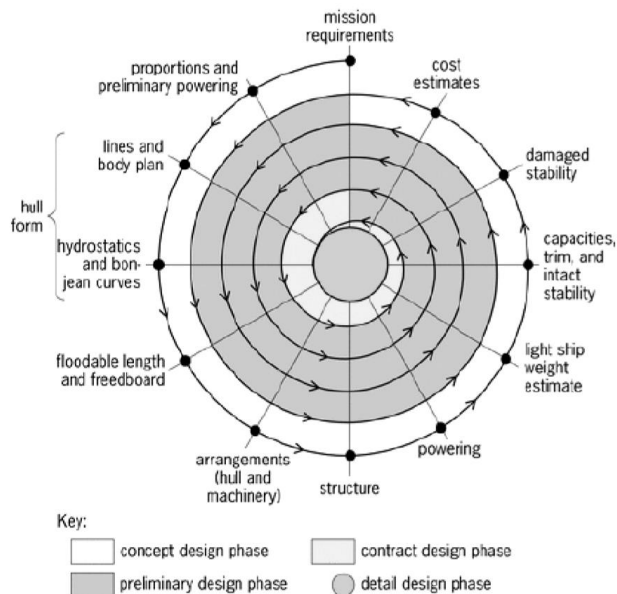 mission
requirements
cost
estimates
damaged
stability
capacities,
trim, and
intact
stability
light ship
weight
estimate
powering
structure
arrangements
(hull and
machinery)
floodable length
and freedboard
hydrostatics
and bon-
jean curves
lines and
body plan
hull
form
proportions and
preliminary powering
Key:
concept design phase
contract design phase
preliminary design phase
detail design phase